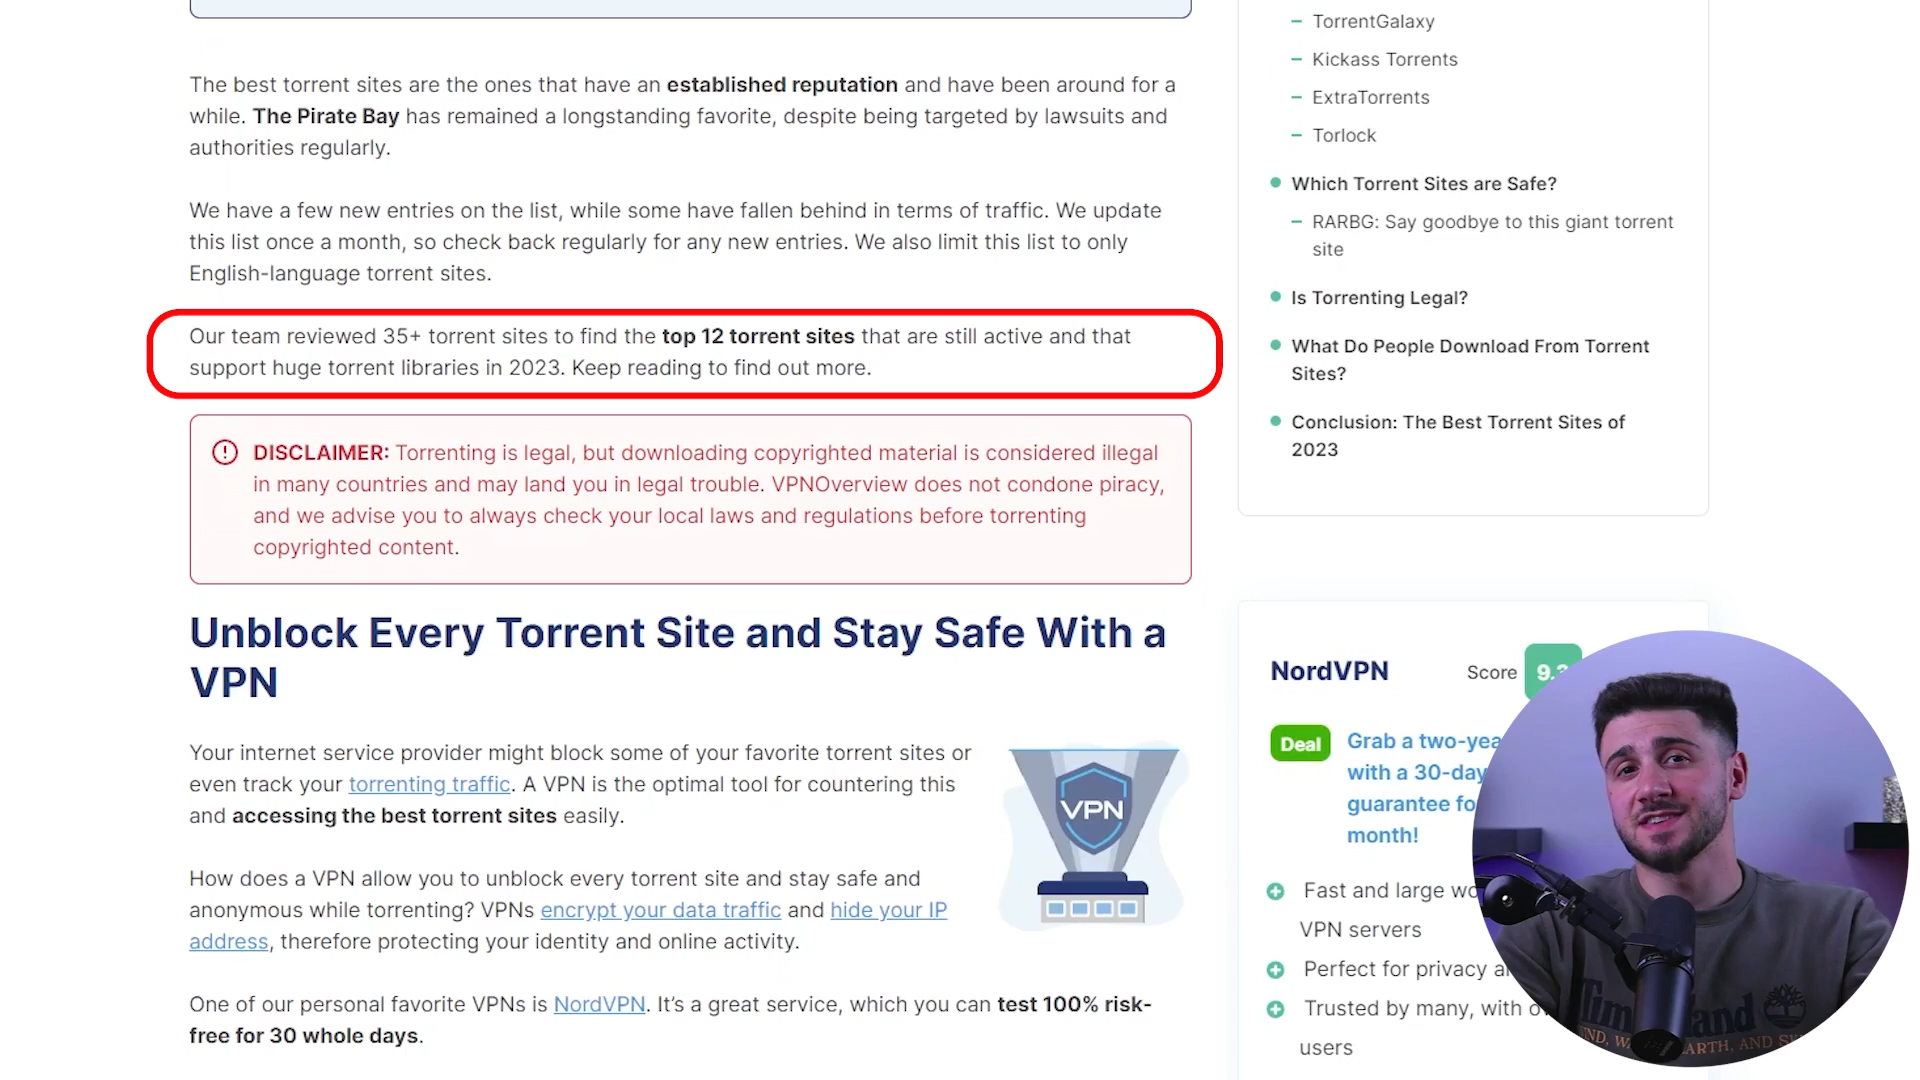 The best torrent sites are the ones that have an established reputation and have been around for a
while. The Pirate Bay has remained a longstanding favorite, despite being targeted by lawsuits and
authorities regularly.
We have a few new entries on the list, while some have fallen behind in terms of traffic. We update
this list once a month, so check back regularly for any new entries. We also limit this list to only
English-language torrent sites.
Our team reviewed 35+ torrent sites to find the top 12 torrent sites that are still active and that
support huge torrent libraries in 2023. Keep reading to find out more.
DISCLAIMER: Torrenting is legal, but downloading copyrighted material is considered illegal
in many countries and may land you in legal trouble. VPNOverview does not condone piracy,
and we advise you to always check your local laws and regulations before torrenting
copyrighted content.
Unblock Every Torrent Site and Stay Safe With a
VPN
Your internet service provider might block some of your favorite torrent sites or
even track your torrenting traffic. A VPN is the optimal tool for countering this
and accessing the best torrent sites easily.
VPN
How does a VPN allow you to unblock every torrent site and stay safe and
anonymous while torrenting? VPNs encrypt your data traffic and hide your IP
address, therefore protecting your identity and online activity.
One of our personal favorite VPNs is NordVPN. It's a great service, which you can test 100% risk-
free for 30 whole days.
– TorrentGalaxy
– Kickass Torrents
– ExtraTorrents
– Torlock
• Which Torrent Sites are Safe?
– RARBG: Say goodbye to this giant torrent
site
• Is Torrenting Legal?
• What Do People Download From Torrent
Sites?
• Conclusion: The Best Torrent Sites of
2023
NordVPN Score
Deal Grab a two-yea
with a 30-day
guarantee fo
month!
Fast and large wo
VPN servers
Perfect for privacy
Trusted by many, with
users
Timberland